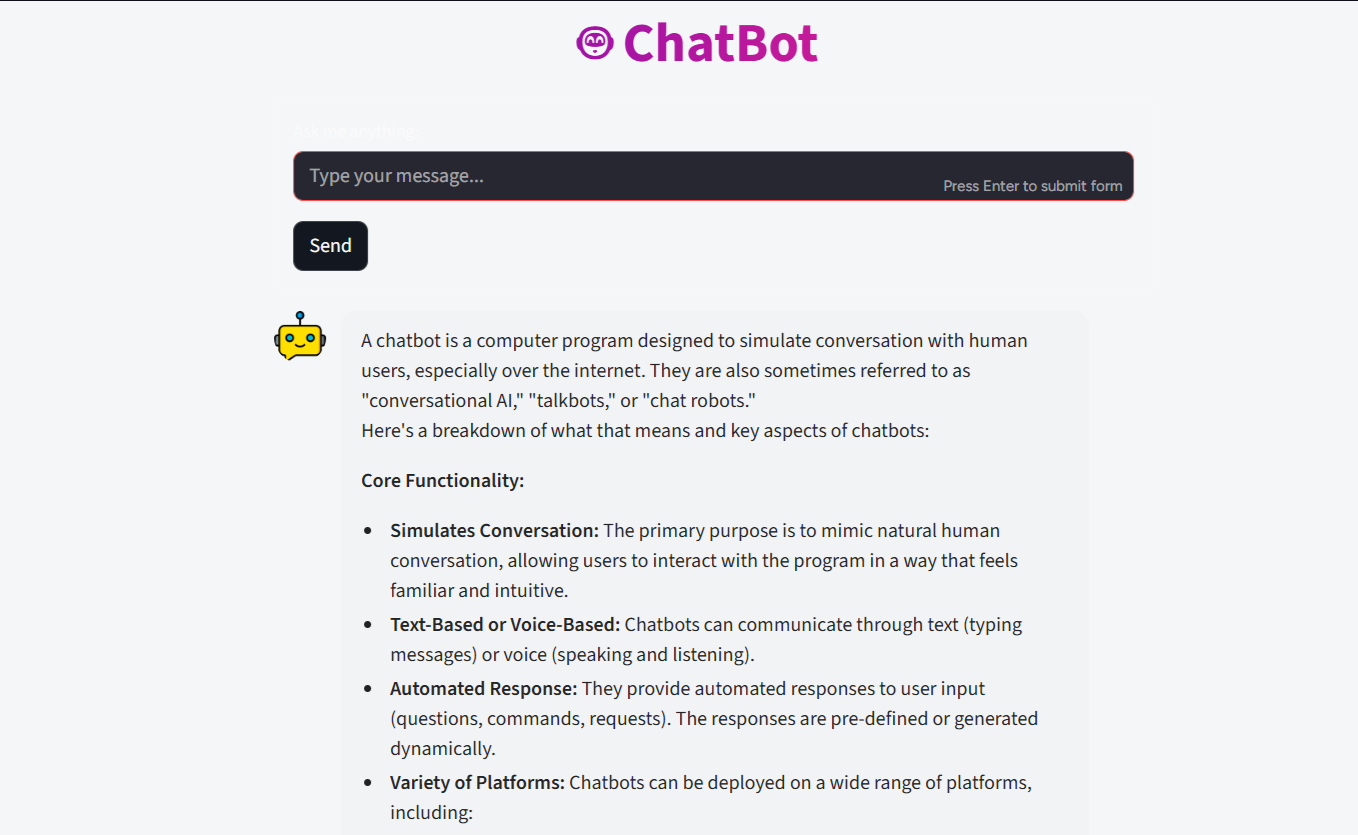 ChatBot
Ask me anything:
Type your message...
Press Enter to submit form
Send
A chatbot is a computer program designed to simulate conversation with human
users, especially over the internet. They are also sometimes referred to as
"conversational AI," "talkbots," or "chat robots."
Here's a breakdown of what that means and key aspects of chatbots:
Core Functionality:
• Simulates Conversation: The primary purpose is to mimic natural human
conversation, allowing users to interact with the program in a way that feels
familiar and intuitive.
• Text-Based or Voice-Based: Chatbots can communicate through text (typing
messages) or voice (speaking and listening).
• Automated Response: They provide automated responses to user input
(questions, commands, requests). The responses are pre-defined or generated
dynamically.
• Variety of Platforms: Chatbots can be deployed on a wide range of platforms,
including: